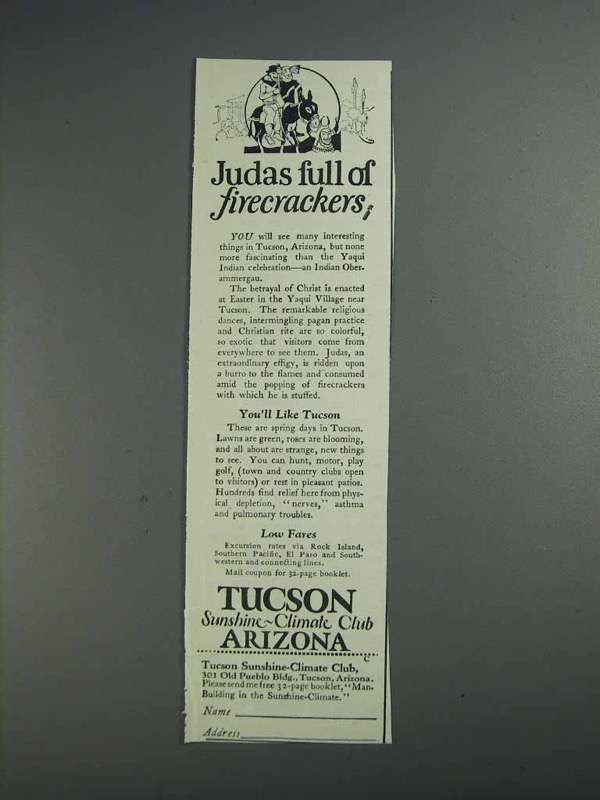 Judas full of
firecrackers,
YOU will see many interesting
things in Tucson, Arizona, but none
more fascinating than the Yaqui
Indian celebration—an Indian Ober-
ammergau.
The betrayal of Christ is enacted
at Easter in the Yaqui Village near
Tucson. The remarkable religious
dances, intermingling pagan practice
and Christian rite are so colorful,
so exotic that visitors come from
everywhere to see them. Judas, an
extraordinary effigy, is ridden upon
a burro to the flames and consumed
amid the popping of firecrackers
with which he is stuffed.
You'll Like Tucson
These are spring days in Tucson.
Lawns are green, roses are blooming,
and all about are strange, new things
to see. You can hunt, motor, play
golf, (town and country clubs open
to visitors) or rest in pleasant patios.
Hundreds find relief here from phys-
ical depletion, "nerves," asthma
and pulmonary troubles.
Low Fares
Excursion rates via Rock Island,
Southern Pacific, El Paso and South-
western and connecting lines.
Mail coupon for 32-page booklet.
TUCSON
Sunshine~Climate Club
ARIZONA
Tucson Sunshine-Climate Club,
301 Old Pueblo Bldg., Tucson, Arizona.
Please send me free 32-page booklet, "Man-
Building in the Sunshine-Climate."
Name
Address